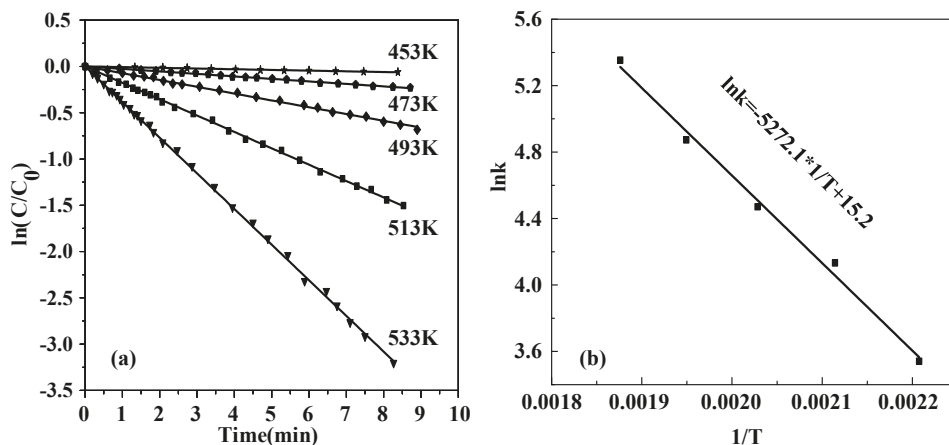 0.5
0.0
-0.5
-1.0
-1.5
-2.0
-2.5
-3.0
-3.5
ln(C/C0)
453K
473K
493K
513K
533K
(a)
0 1 2 3 4 5 6 7 8 9 10
Time(min)
5.6
5.2
4.8
4.4
4.0
3.6
lnk
lnk=-5272.1*1/T+15.2
(b)
0.0018 0.0019 0.0020 0.0021 0.0022
1/T